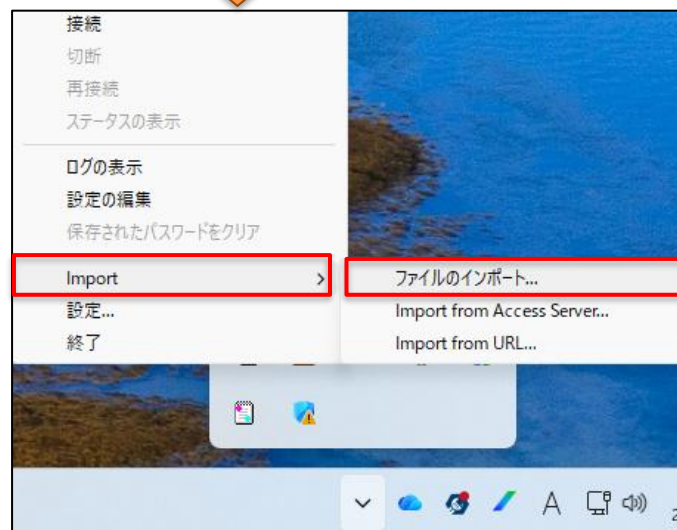 接続
切断
再接続
ステータスの表示
ログの表示
設定の編集
保存されたパスワードをクリア
Import
設定...
終了
ファイルのインポート...
Import from Access Server...
Import from URL...
A